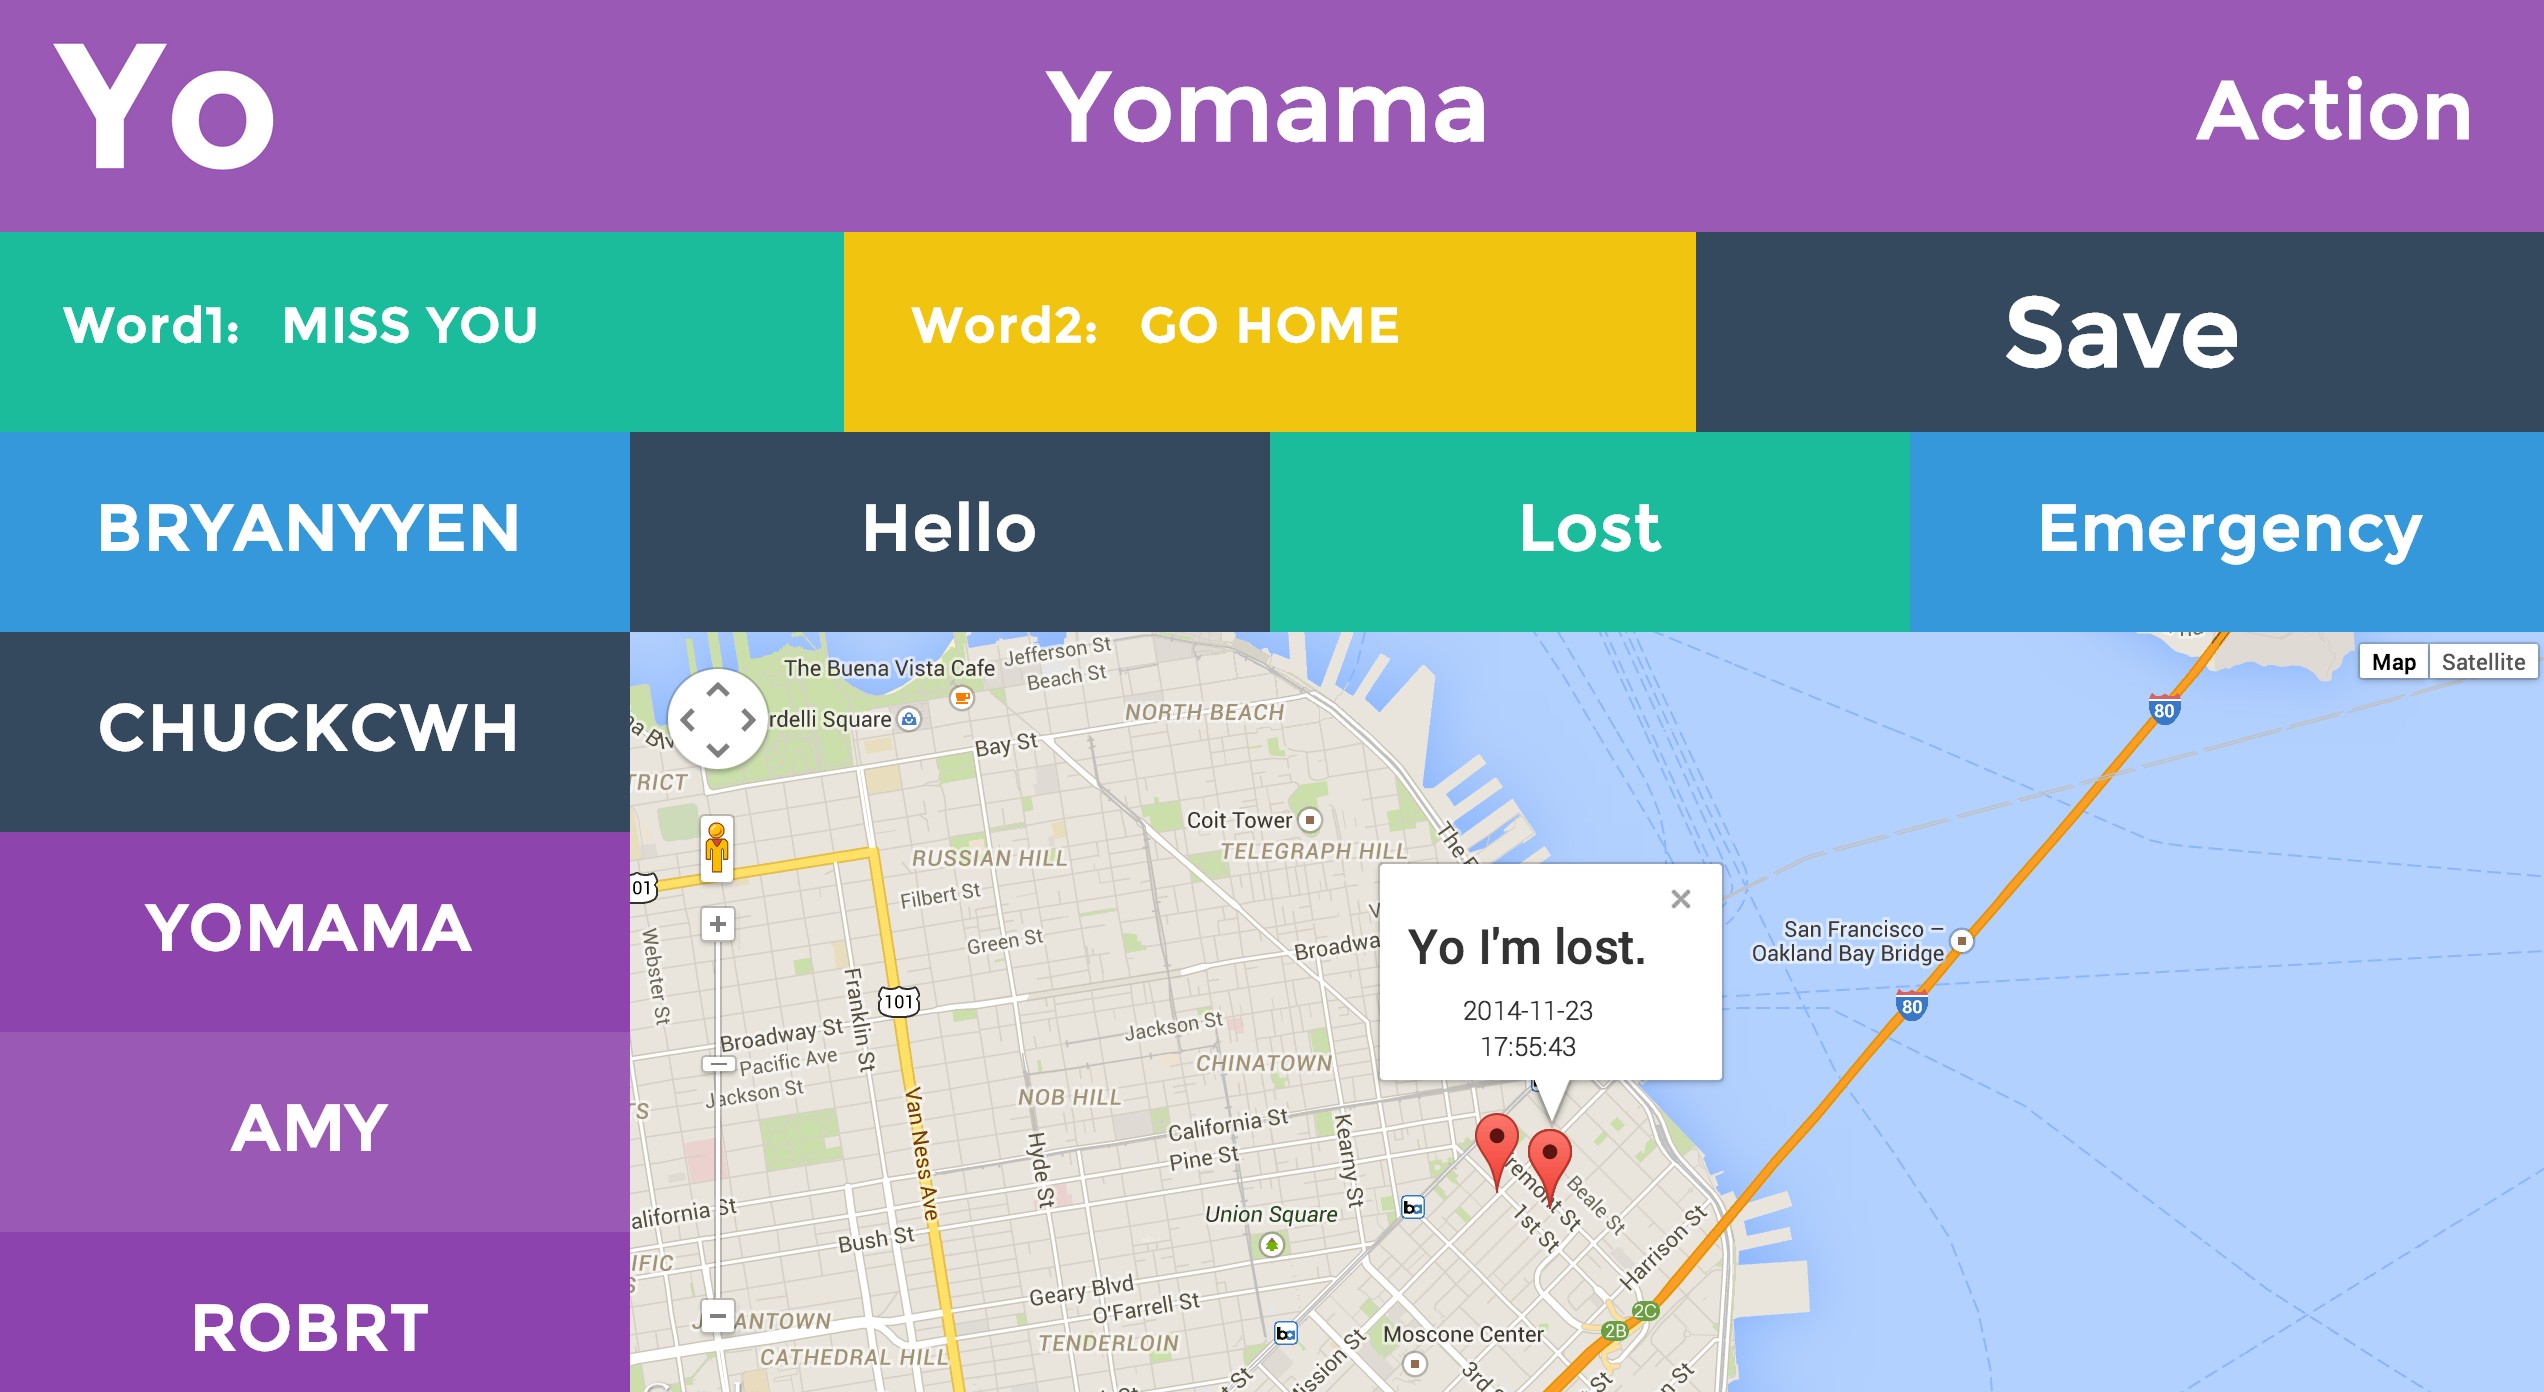 Yo
Yomama
Action
Word1: MISS YOU
Word2: GO HOME
Save
BRYANYYEN
Hello
Lost
Emergency
CHUCKCWH
YOMAMA
AMY
ROBRT
Map
Satellite
The Buena Vista Cafe
Jefferson St
Beach St
rdelli Square
NORTH BEACH
Bay St
TRICT
80
Coit Tower
TELEGRAPH HILL
RUSSIAN HILL
Filbert St
01
Green St
Webster St
Franklin St
101
Broadwa
Yo I'm lost.
2014-11-23
17:55:43
San Francisco –
Oakland Bay Bridge
80
Broadway St
Pacific Ave
Jackson St
Jackson St
CHINATOWN
NOB HILL
Van Ness Ave
Hyde St
California St
Pine St
Kearny St
remont St
Beale St
1st St
Harrison St
alifornia St
Bush St
Union Square
IFIC
Geary Blvd
O'Farrell St
TENDERLOIN
ANTOWN
CATHEDRAL HILL
Moscone Center
ission St
3rd
2C
2B